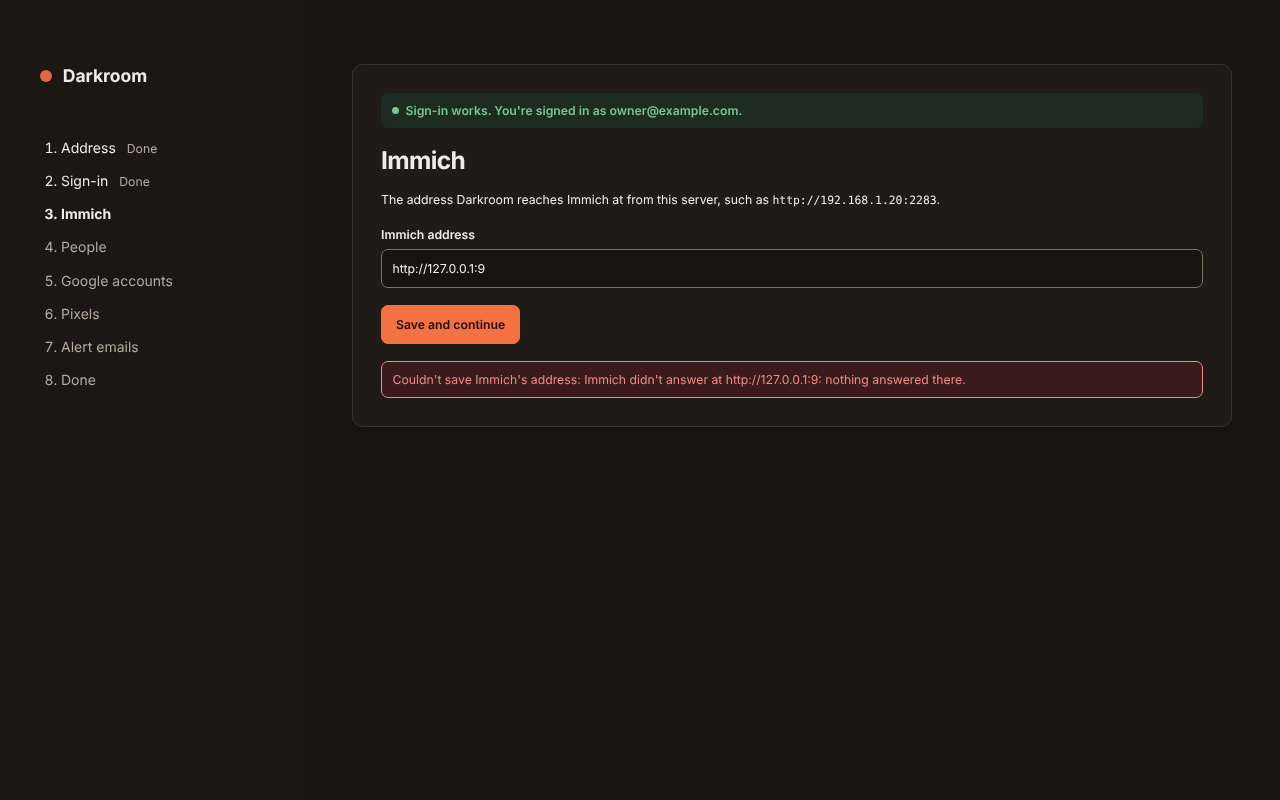 Darkroom
1. Address Done
2. Sign-in Done
3. Immich
4. People
5. Google accounts
6. Pixels
7. Alert emails
8. Done
Sign-in works. You're signed in as owner@example.com.
Immich
The address Darkroom reaches Immich at from this server, such as http://192.168.1.20:2283.
Immich address
http://127.0.0.1:9
Save and continue
Couldn't save Immich's address: Immich didn't answer at http://127.0.0.1:9: nothing answered there.